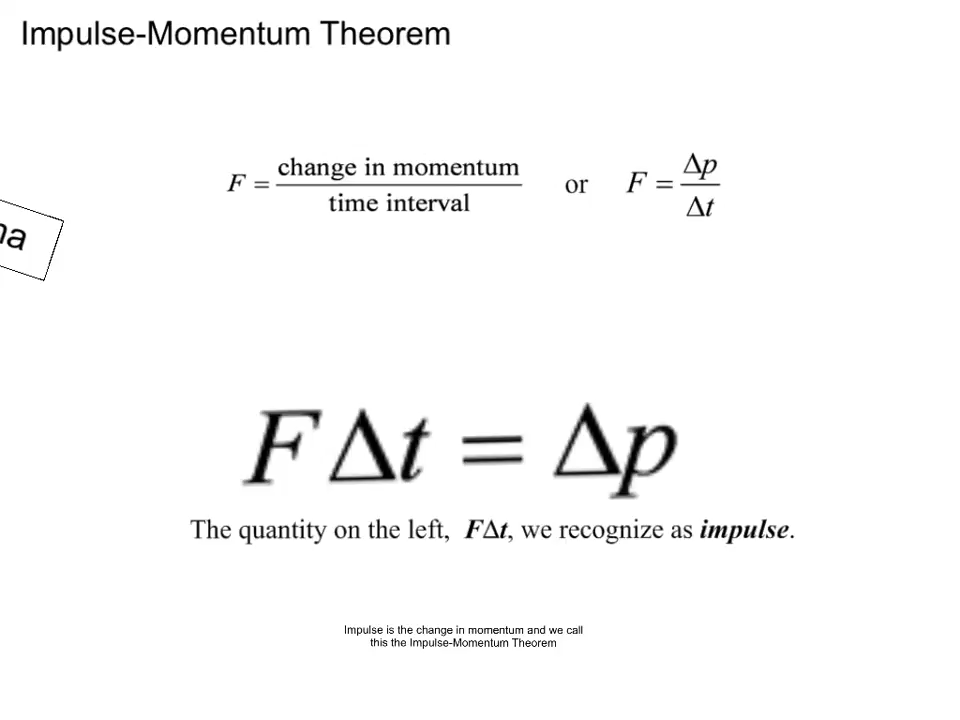 Impulse-Momentum Theorem
F = change in momentum / time interval or F = Δp / Δt
FΔt = Δp
The quantity on the left, FΔt, we recognize as impulse.
Impulse is the change in momentum and we call
this the Impulse-Momentum Theorem